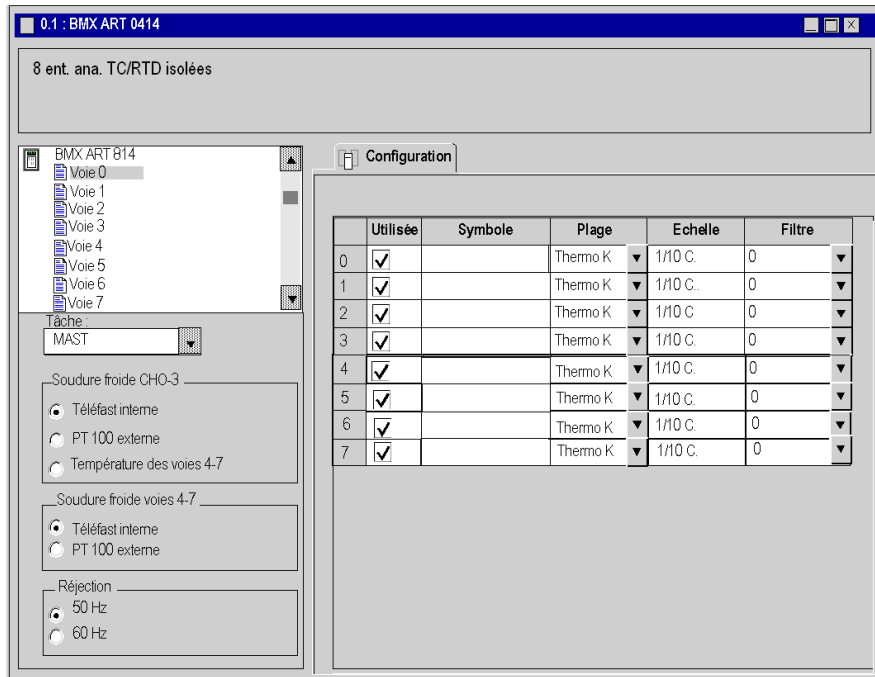 0.1 : BMX ART 0414
8 ent. ana. TC/RTD isolées
BMX ART 814
Voie 0
Voie 1
Voie 2
Voie 3
Voie 4
Voie 5
Voie 6
Voie 7
Tâche :
MAST
Soudure froide CHO-3
Téléfast interne
PT 100 externe
Température des voies 4-7
Soudure froide voies 4-7
Téléfast interne
PT 100 externe
Réjection
50 Hz
60 Hz
Configuration
Utilisée Symbole Plage Echelle Filtre
0 Thermo K 1/10 C. 0
1 Thermo K 1/10 C.. 0
2 Thermo K 1/10 C 0
3 Thermo K 1/10 C. 0
4 Thermo K 1/10 C. 0
5 Thermo K 1/10 C. 0
6 Thermo K 1/10 C. 0
7 Thermo K 1/10 C. 0